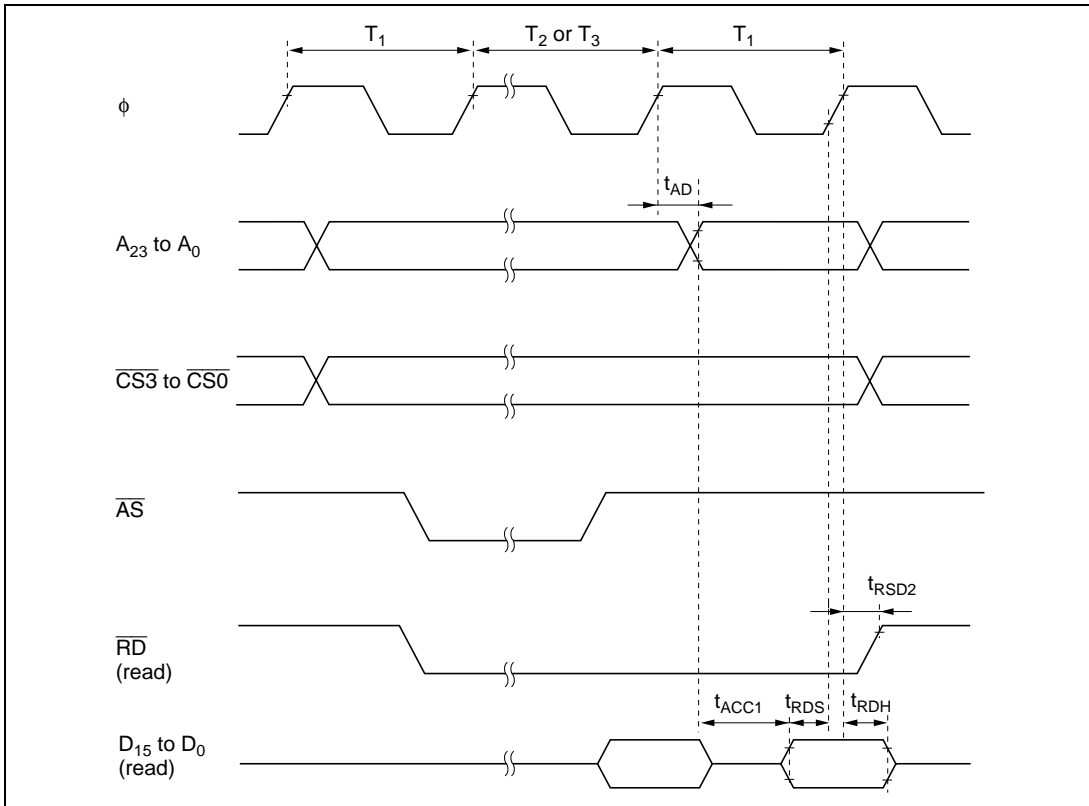 T1 T2 or T3 T1
ϕ
tAD
A23 to A0
CS3 to CS0
AS
tRSD2
RD
(read)
tACC1 tRDS tRDH
D15 to D0
(read)